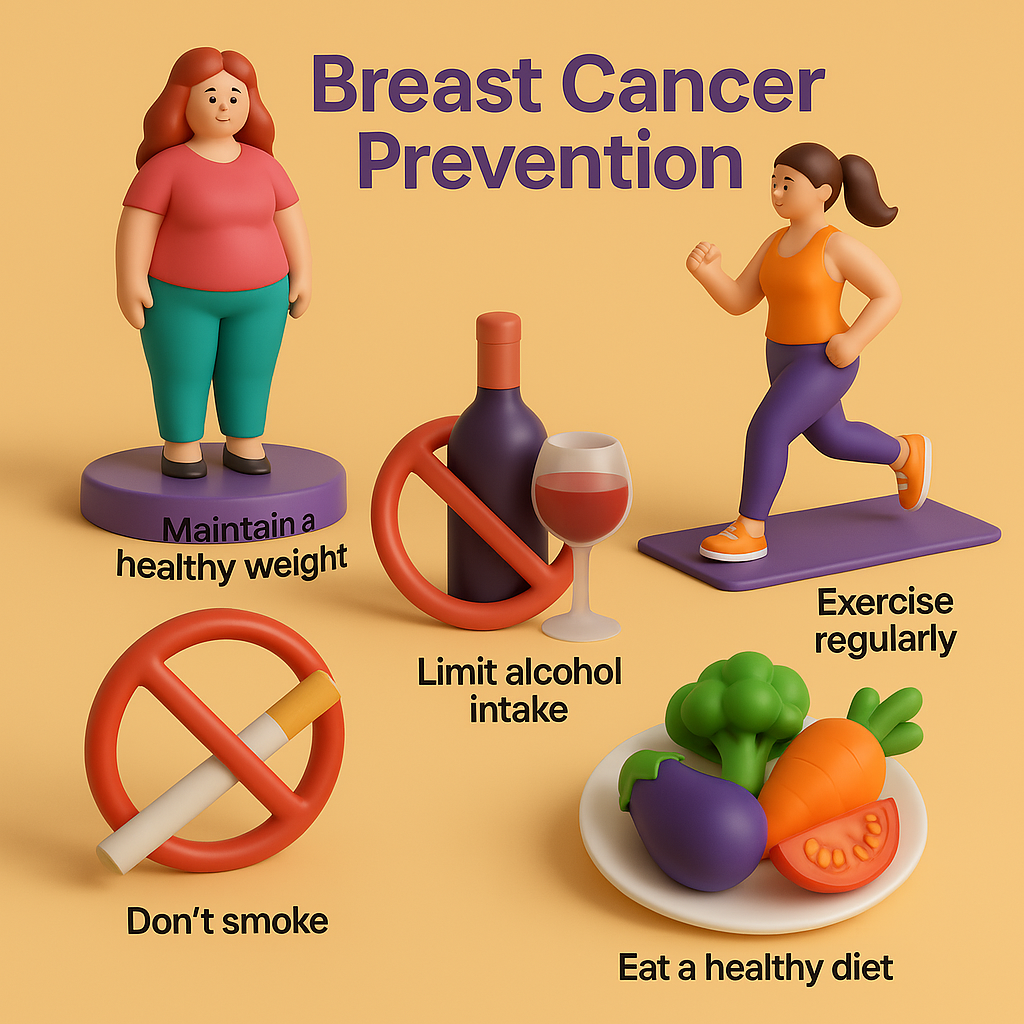 Breast Cancer
Prevention
Maintain a
healthy weight
Limit alcohol
intake
Exercise
regularly
Don't smoke
Eat a healthy diet